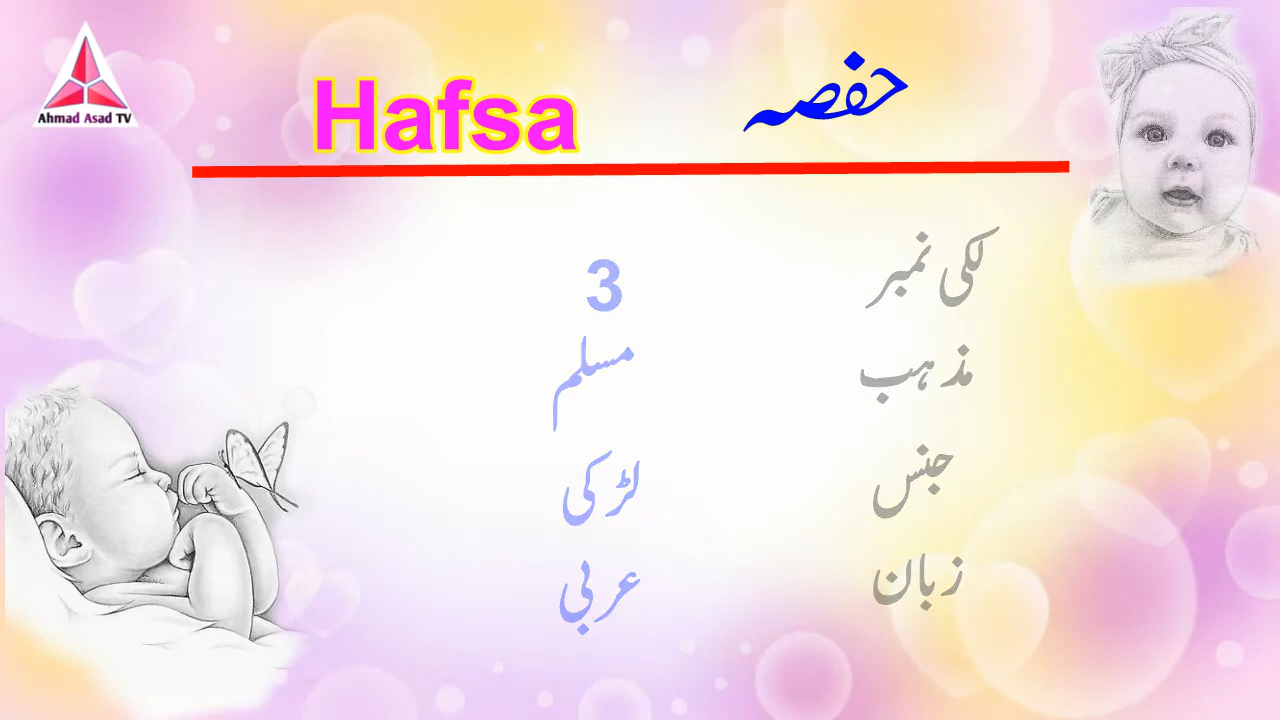 Ahmad Asad TV
Hafsa حفصہ
لکی نمبر 3
مذہب مسلم
جنس لڑکی
زبان عربی